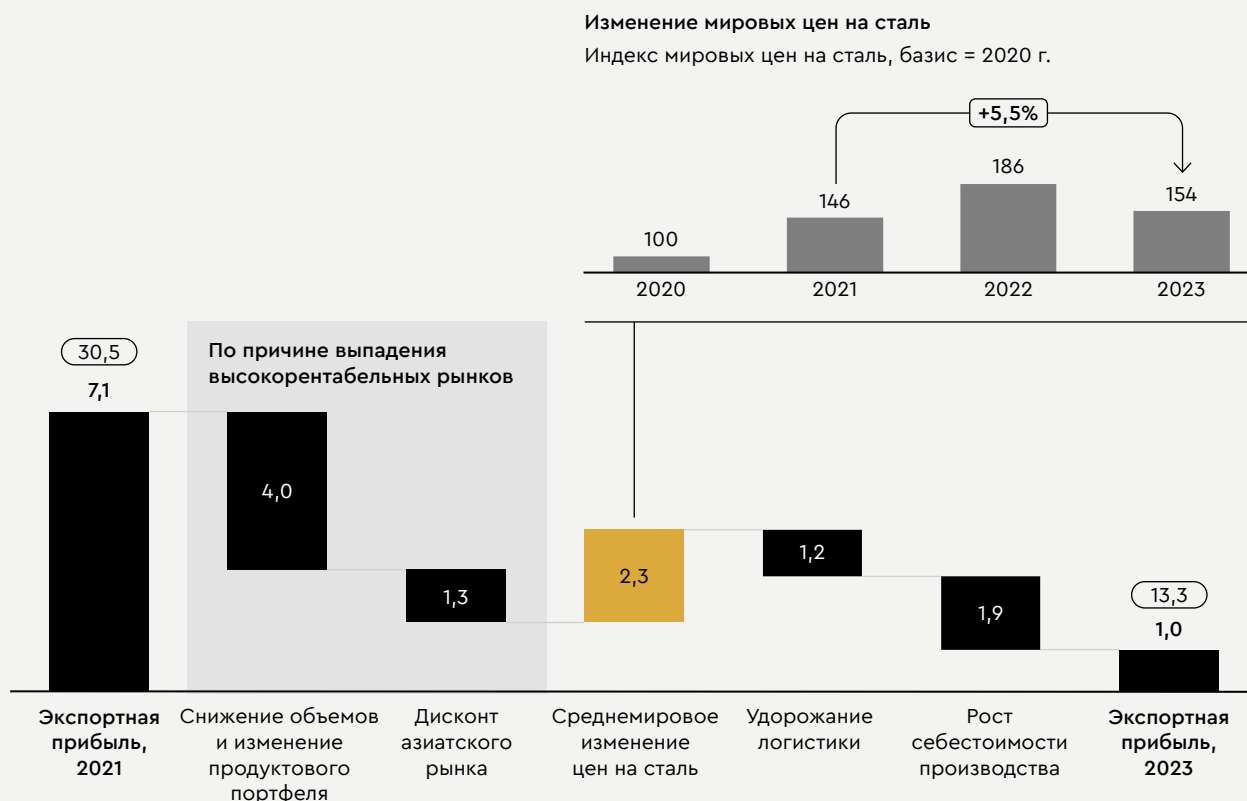 Изменение мировых цен на сталь
Индекс мировых цен на сталь, базис = 2020 г.
+5,5%
100
146
186
154
2020
2021
2022
2023
30,5
7,1
По причине выпадения
высокорентабельных рынков
4,0
1,3
2,3
1,2
1,9
13,3
1,0
Экспортная
прибыль,
2021
Снижение объемов
и изменение
продуктового
портфеля
Дисконт
азиатского
рынка
Среднемировое
изменение
цен на сталь
Удорожание
логистики
Рост
себестоимости
производства
Экспортная
прибыль,
2023